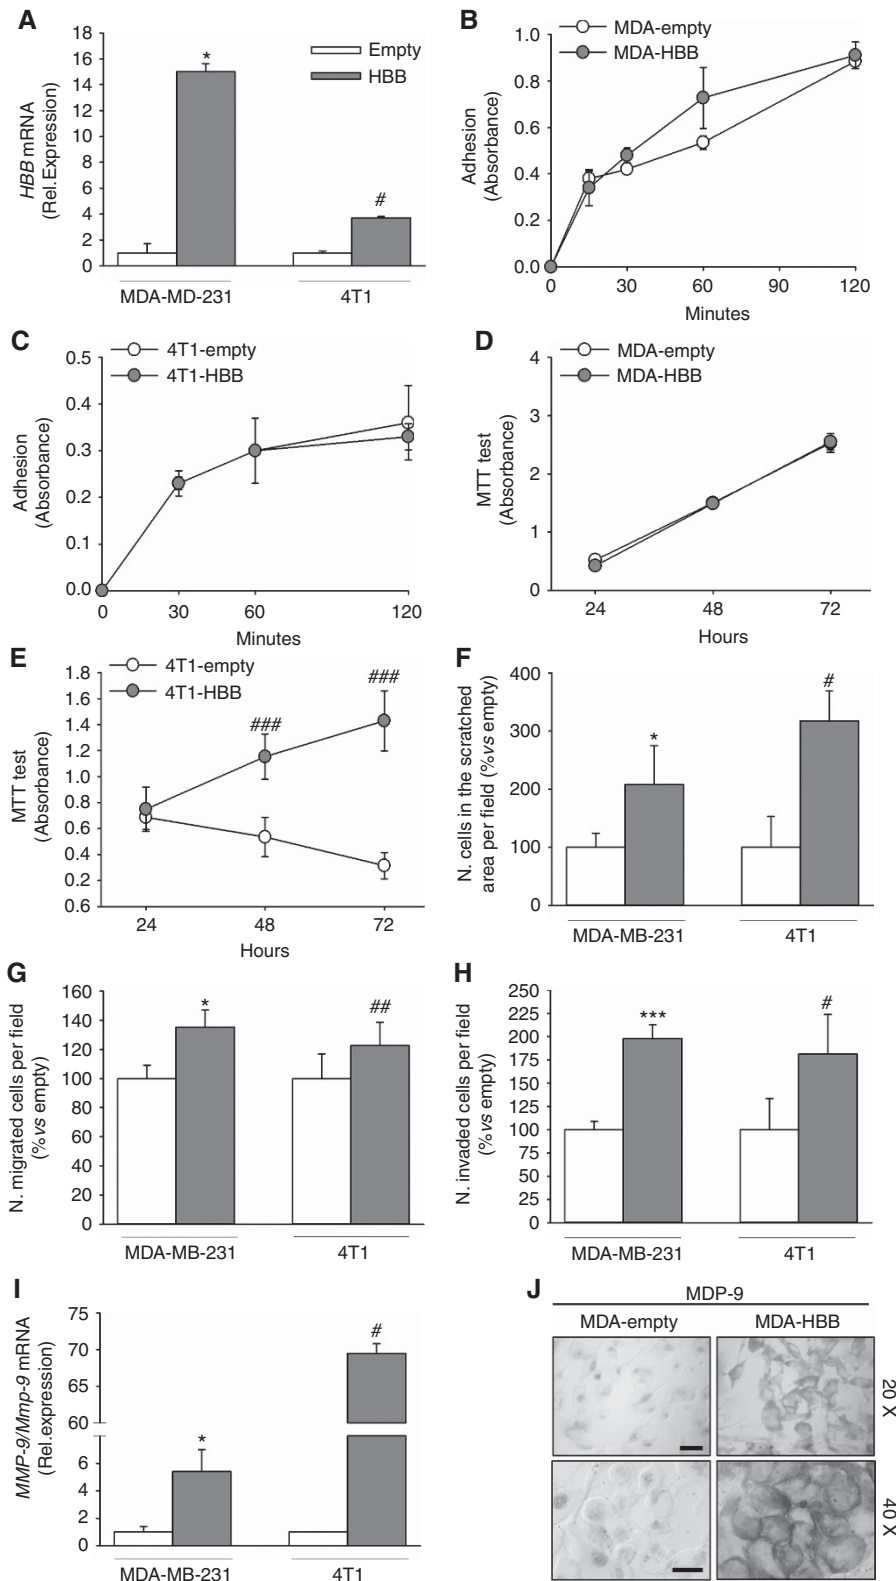 A
HBB mRNA
(Rel.Expression)
18
16
14
12
10
8
6
4
2
0
*
#
Empty
HBB
MDA-MD-231
4T1
B
MDA-empty
MDA-HBB
Adhesion
(Absorbance)
1.0
0.8
0.6
0.4
0.2
0.0
0
30
60
90
120
Minutes
C
4T1-empty
4T1-HBB
Adhesion
(Absorbance)
0.5
0.4
0.3
0.2
0.1
0.0
0
30
60
120
Minutes
D
MDA-empty
MDA-HBB
MTT test
(Absorbance)
4
3
2
1
0
24
48
72
Hours
E
4T1-empty
4T1-HBB
MTT test
(Absorbance)
1.8
1.6
1.4
1.2
1.0
0.8
0.6
0.4
0.2
0.6
###
###
24
48
72
Hours
F
N. cells in the scratched
area per field (%vs empty)
400
300
200
100
0
*
#
MDA-MB-231
4T1
G
N. migrated cells per field
(%vs empty)
160
140
120
100
80
60
40
20
0
*
##
MDA-MB-231
4T1
H
N. invaded cells per field
(%vs empty)
250
225
200
175
150
125
100
75
50
25
0
***
#
MDA-MB-231
4T1
I
MMP-9/Mmp-9 mRNA
(Rel.expression)
75
70
65
60
6
4
2
0
*
#
MDA-MB-231
4T1
J
MDP-9
MDA-empty
MDA-HBB
20 X
40 X